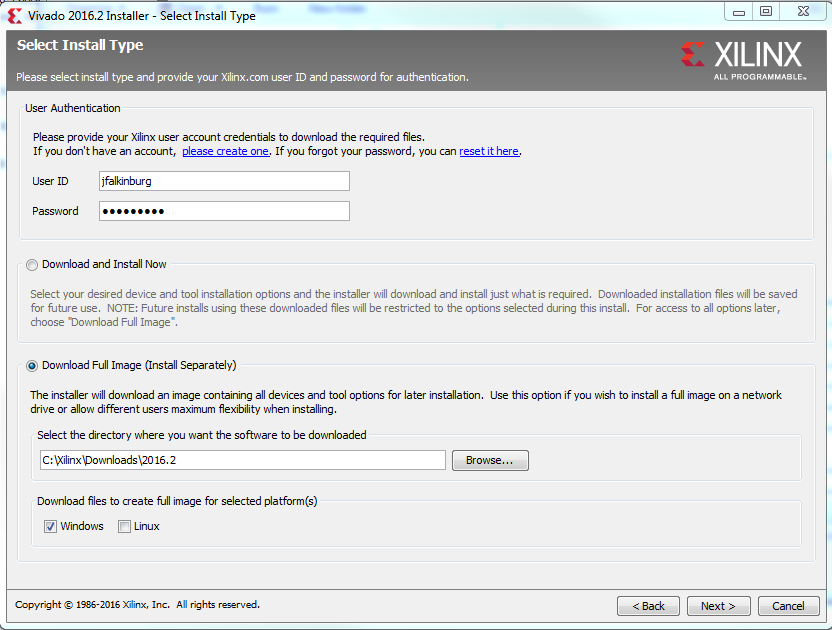 Vivado 2016.2 Installer - Select Install Type
Select Install Type
Please select install type and provide your Xilinx.com user ID and password for authentication.
XILINX
ALL PROGRAMMABLE™
User Authentication
Please provide your Xilinx user account credentials to download the required files.
If you don't have an account, please create one. If you forgot your password, you can reset it here.
User ID jfalkinburg
Password •••••••••
Download and Install Now
Select your desired device and tool installation options and the installer will download and install just what is required. Downloaded installation files will be saved
for future use. NOTE: Future installs using these downloaded files will be restricted to the options selected during this install. For access to all options later,
choose "Download Full Image".
Download Full Image (Install Separately)
The installer will download an image containing all devices and tool options for later installation. Use this option if you wish to install a full image on a network
drive or allow different users maximum flexibility when installing.
Select the directory where you want the software to be downloaded
C:\Xilinx\Downloads\2016.2 Browse...
Download files to create full image for selected platform(s)
Windows Linux
Copyright © 1986-2016 Xilinx, Inc. All rights reserved.
< Back Next > Cancel